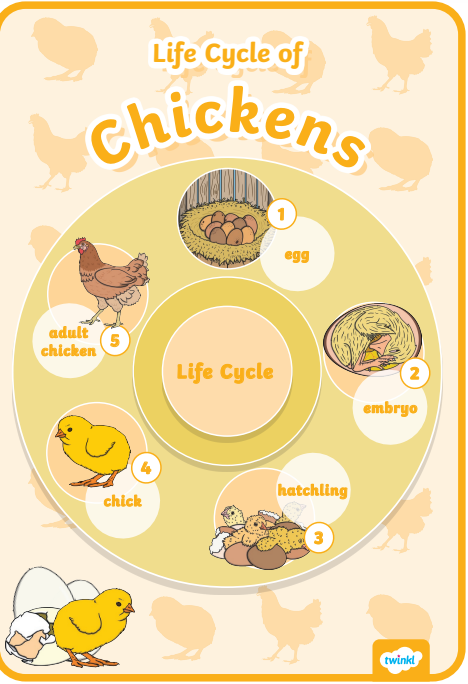 Life Cycle of
Chickens
1
egg
2
embryo
hatchling
3
4
chick
adult
chicken
5
Life Cycle
twinkl